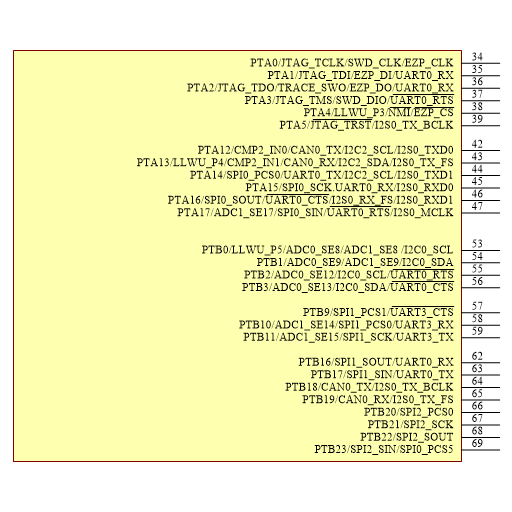 PTA0/JTAG_TCLK/SWD_CLK/EZP_CLK 34
PTA1/JTAG_TDI/EZP_DI/UART0_RX 35
PTA2/JTAG_TDO/TRACE_SWO/EZP_DO/UART0_RX 36
PTA3/JTAG_TMS/SWD_DIO/UART0_RTS 37
PTA4/LLWU_P3/NMI/EZP_CS 38
PTA5/JTAG_TRST/I2S0_TX_BCLK 39
PTA12/CMP2_IN0/CAN0_TX/I2C2_SCL/I2S0_TXD0 42
PTA13/LLWU_P4/CMP2_IN1/CAN0_RX/I2C2_SDA/I2S0_TX_FS 43
PTA14/SPI0_PCS0/UART0_TX/I2C2_SCL/I2S0_TXD1 44
PTA15/SPI0_SCK.UART0_RX/I2S0_RXD0 45
PTA16/SPI0_SOUT/UART0_CTS/I2S0_RX_FS/I2S0_RXD1 46
PTA17/ADC1_SE17/SPI0_SIN/UART0_RTS/I2S0_MCLK 47
PTB0/LLWU_P5/ADC0_SE8/ADC1_SE8 /I2C0_SCL 53
PTB1/ADC0_SE9/ADC1_SE9/I2C0_SDA 54
PTB2/ADC0_SE12/I2C0_SCL/UART0_RTS 55
PTB3/ADC0_SE13/I2C0_SDA/UART0_CTS 56
PTB9/SPI1_PCS1/UART3_CTS 57
PTB10/ADC1_SE14/SPI1_PCS0/UART3_RX 58
PTB11/ADC1_SE15/SPI1_SCK/UART3_TX 59
PTB16/SPI1_SOUT/UART0_RX 62
PTB17/SPI1_SIN/UART0_TX 63
PTB18/CAN0_TX/I2S0_TX_BCLK 64
PTB19/CAN0_RX/I2S0_TX_FS 65
PTB20/SPI2_PCS0 66
PTB21/SPI2_SCK 67
PTB22/SPI2_SOUT 68
PTB23/SPI2_SIN/SPI0_PCS5 69